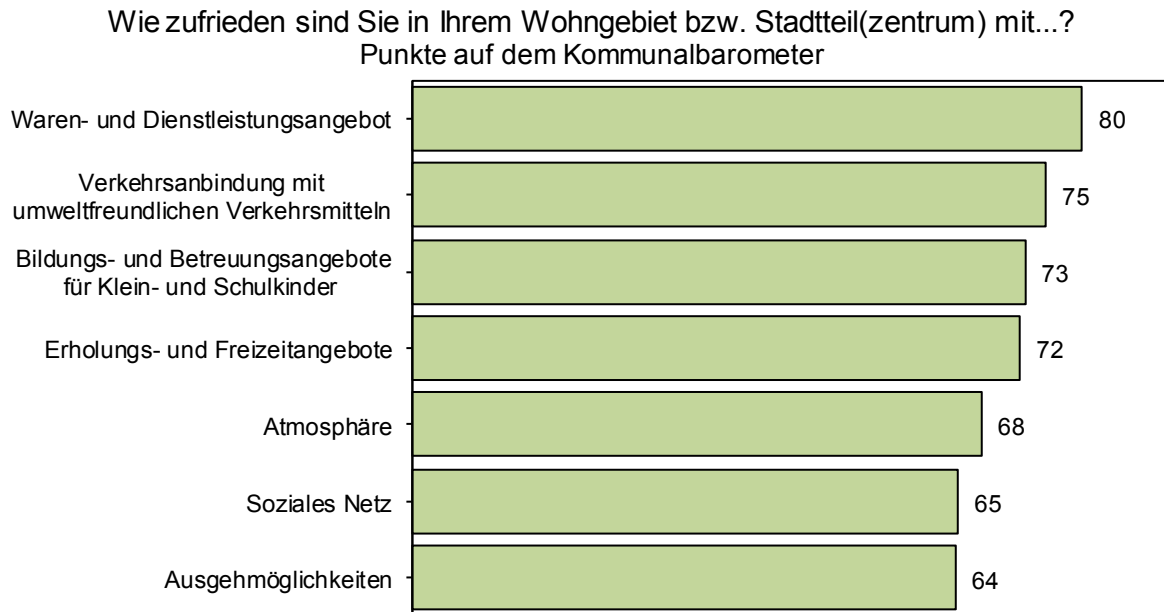 Wie zufrieden sind Sie in Ihrem Wohngebiet bzw. Stadtteil(zentrum) mit...?
Punkte auf dem Kommunalbarometer
Waren- und Dienstleistungsangebot 80
Verkehrsanbindung mit
umweltfreundlichen Verkehrsmitteln 75
Bildungs- und Betreuungsangebote
für Klein- und Schulkinder 73
Erholungs- und Freizeitangebote 72
Atmosphäre 68
Soziales Netz 65
Ausgehmöglichkeiten 64